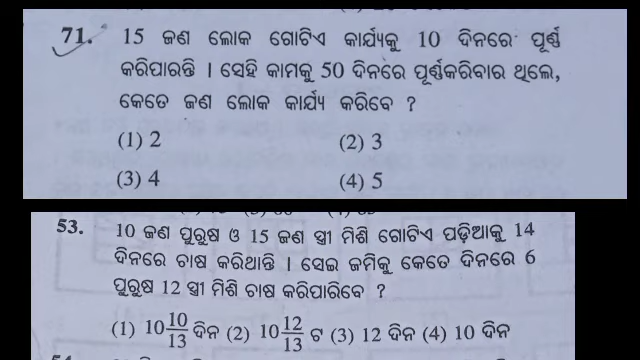 71. 15 ଜଣ ଲୋକ ଗୋଟିଏ କାର୍ଯ୍ୟକୁ 10 ଦିନରେ ପୂର୍ଣ୍ଣ
କରିପାରନ୍ତି । ସେହି କାମକୁ 50 ଦିନରେ ପୂର୍ଣ୍ଣକରିବାର ଥିଲେ,
କେତେ ଜଣ ଲୋକ କାର୍ଯ୍ୟ କରିବେ ?
(1) 2 (2) 3
(3) 4 (4) 5
53. 10 ଜଣ ପୁରୁଷ ଓ 15 ଜଣ ସ୍ତ୍ରୀ ମିଶି ଗୋଟିଏ ପଡ଼ିଆକୁ 14
ଦିନରେ ଚାଷ କରିଥାନ୍ତି । ସେଇ ଜମିକୁ କେତେ ଦିନରେ 6
ପୁରୁଷ 12 ସ୍ତ୍ରୀ ମିଶି ଚାଷ କରିପାରିବେ ?
(1) 10 10/13 ଦିନ (2) 10 12/13 ଟ (3) 12 ଦିନ (4) 10 ଦିନ